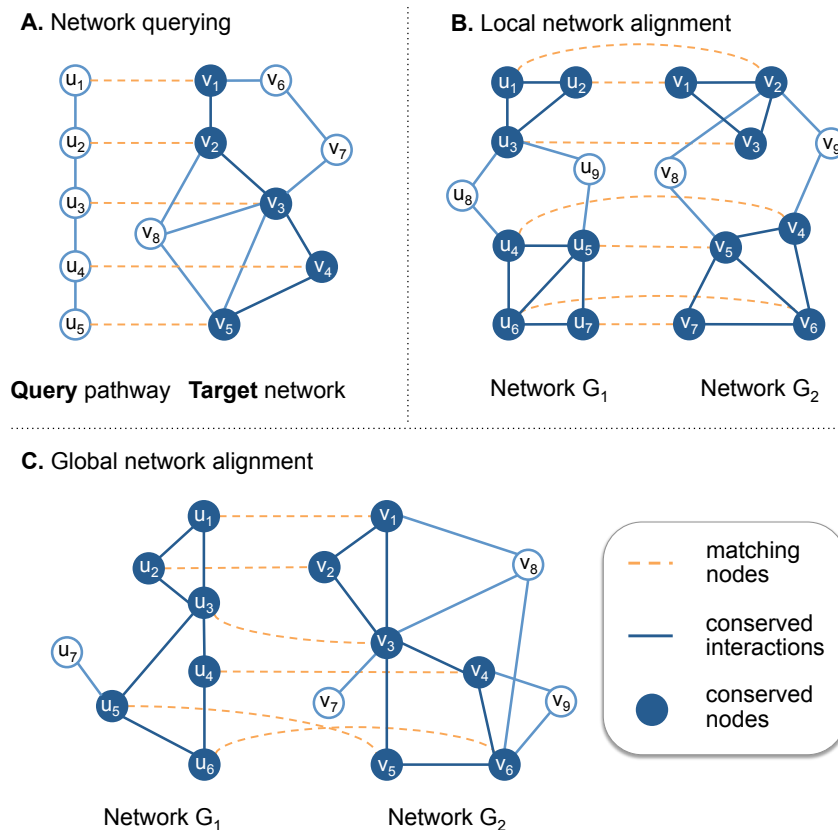 A. Network querying
u1 v1 v6
u2 v2 v7
u3 v3
v8
u4 v4
u5 v5
Query pathway Target network
B. Local network alignment
u1 u2 v1 v2
u3 v3 v9
u9 v8
u8
u4 u5 v5 v4
u6 u7 v7 v6
Network G1 Network G2
C. Global network alignment
u1 v1
u2 v2 v8
u3
u7 v3
u4 v4
u5 v7 v9
u6 v5 v6
Network G1 Network G2
matching
nodes
conserved
interactions
conserved
nodes